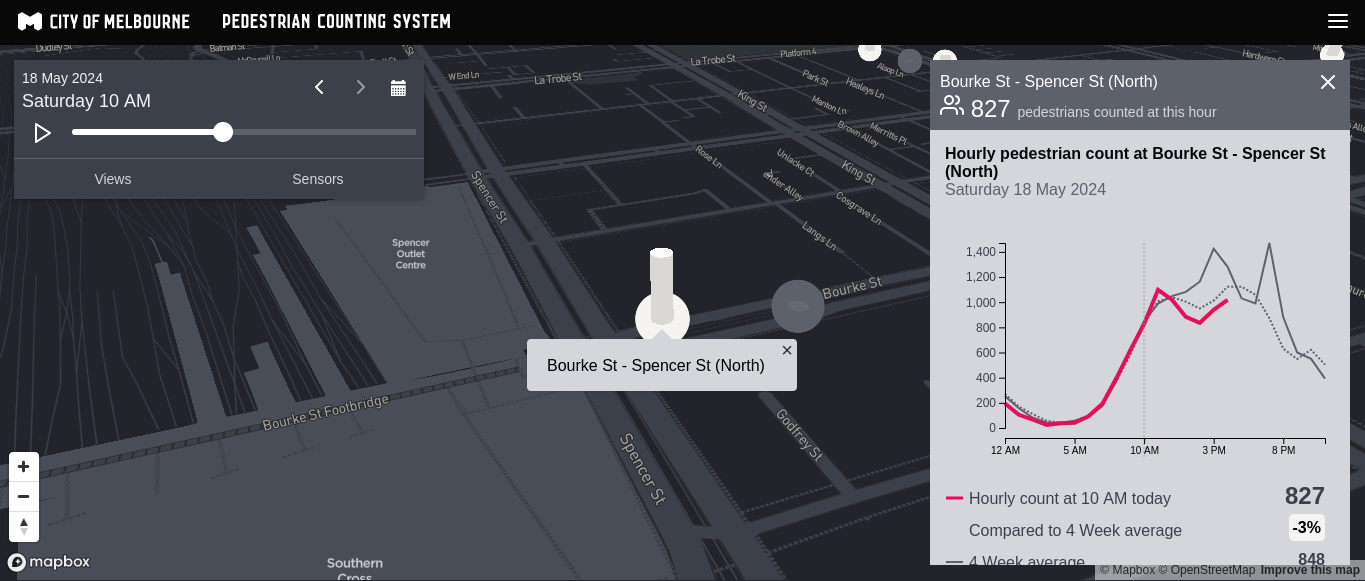 CITY OF MELBOURNE
PEDESTRIAN COUNTING SYSTEM
18 May 2024
Saturday 10 AM
Views
Sensors
Dudley St
Batman St
W End Ln
La Trobe St
La Trobe St
Platform 4
King St
Park St
Alsop Ln
Healeys Ln
Manton Ln
Brown Alley
Merritts Pl
Rose Ln
Uniacke Ct
King St
Cosgrave Ln
Langs Ln
Hardware
Spencer St
Spencer
Outlet
Centre
Bourke St
Bourke St Footbridge
Godfrey St
Spencer St
Southern
Cross
Bourke St - Spencer St (North)
×
+
−
mapbox
Bourke St - Spencer St (North)
827 pedestrians counted at this hour
Hourly pedestrian count at Bourke St - Spencer St
(North)
Saturday 18 May 2024
1,400
1,200
1,000
800
600
400
200
0
12 AM 5 AM 10 AM 3 PM 8 PM
Hourly count at 10 AM today 827
Compared to 4 Week average -3%
4 Week average 848
© Mapbox © OpenStreetMap Improve this map